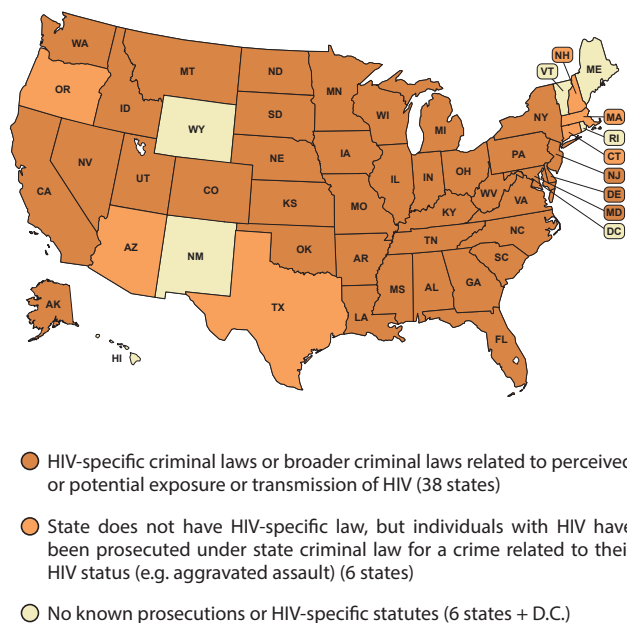 WA
NH
ME
VT
MT
ND
MN
OR
ID
SD
WI
MI
NY
MA
RI
WY
CT
NE
IA
PA
NJ
NV
UT
IL
IN
OH
DE
CA
CO
WV
VA
MD
KS
MO
KY
DC
NC
AZ
NM
OK
TN
AR
SC
TX
MS
AL
GA
AK
LA
FL
HI
HIV-specific criminal laws or broader criminal laws related to perceived
or potential exposure or transmission of HIV (38 states)
State does not have HIV-specific law, but individuals with HIV have
been prosecuted under state criminal law for a crime related to their
HIV status (e.g. aggravated assault) (6 states)
No known prosecutions or HIV-specific statutes (6 states + D.C.)